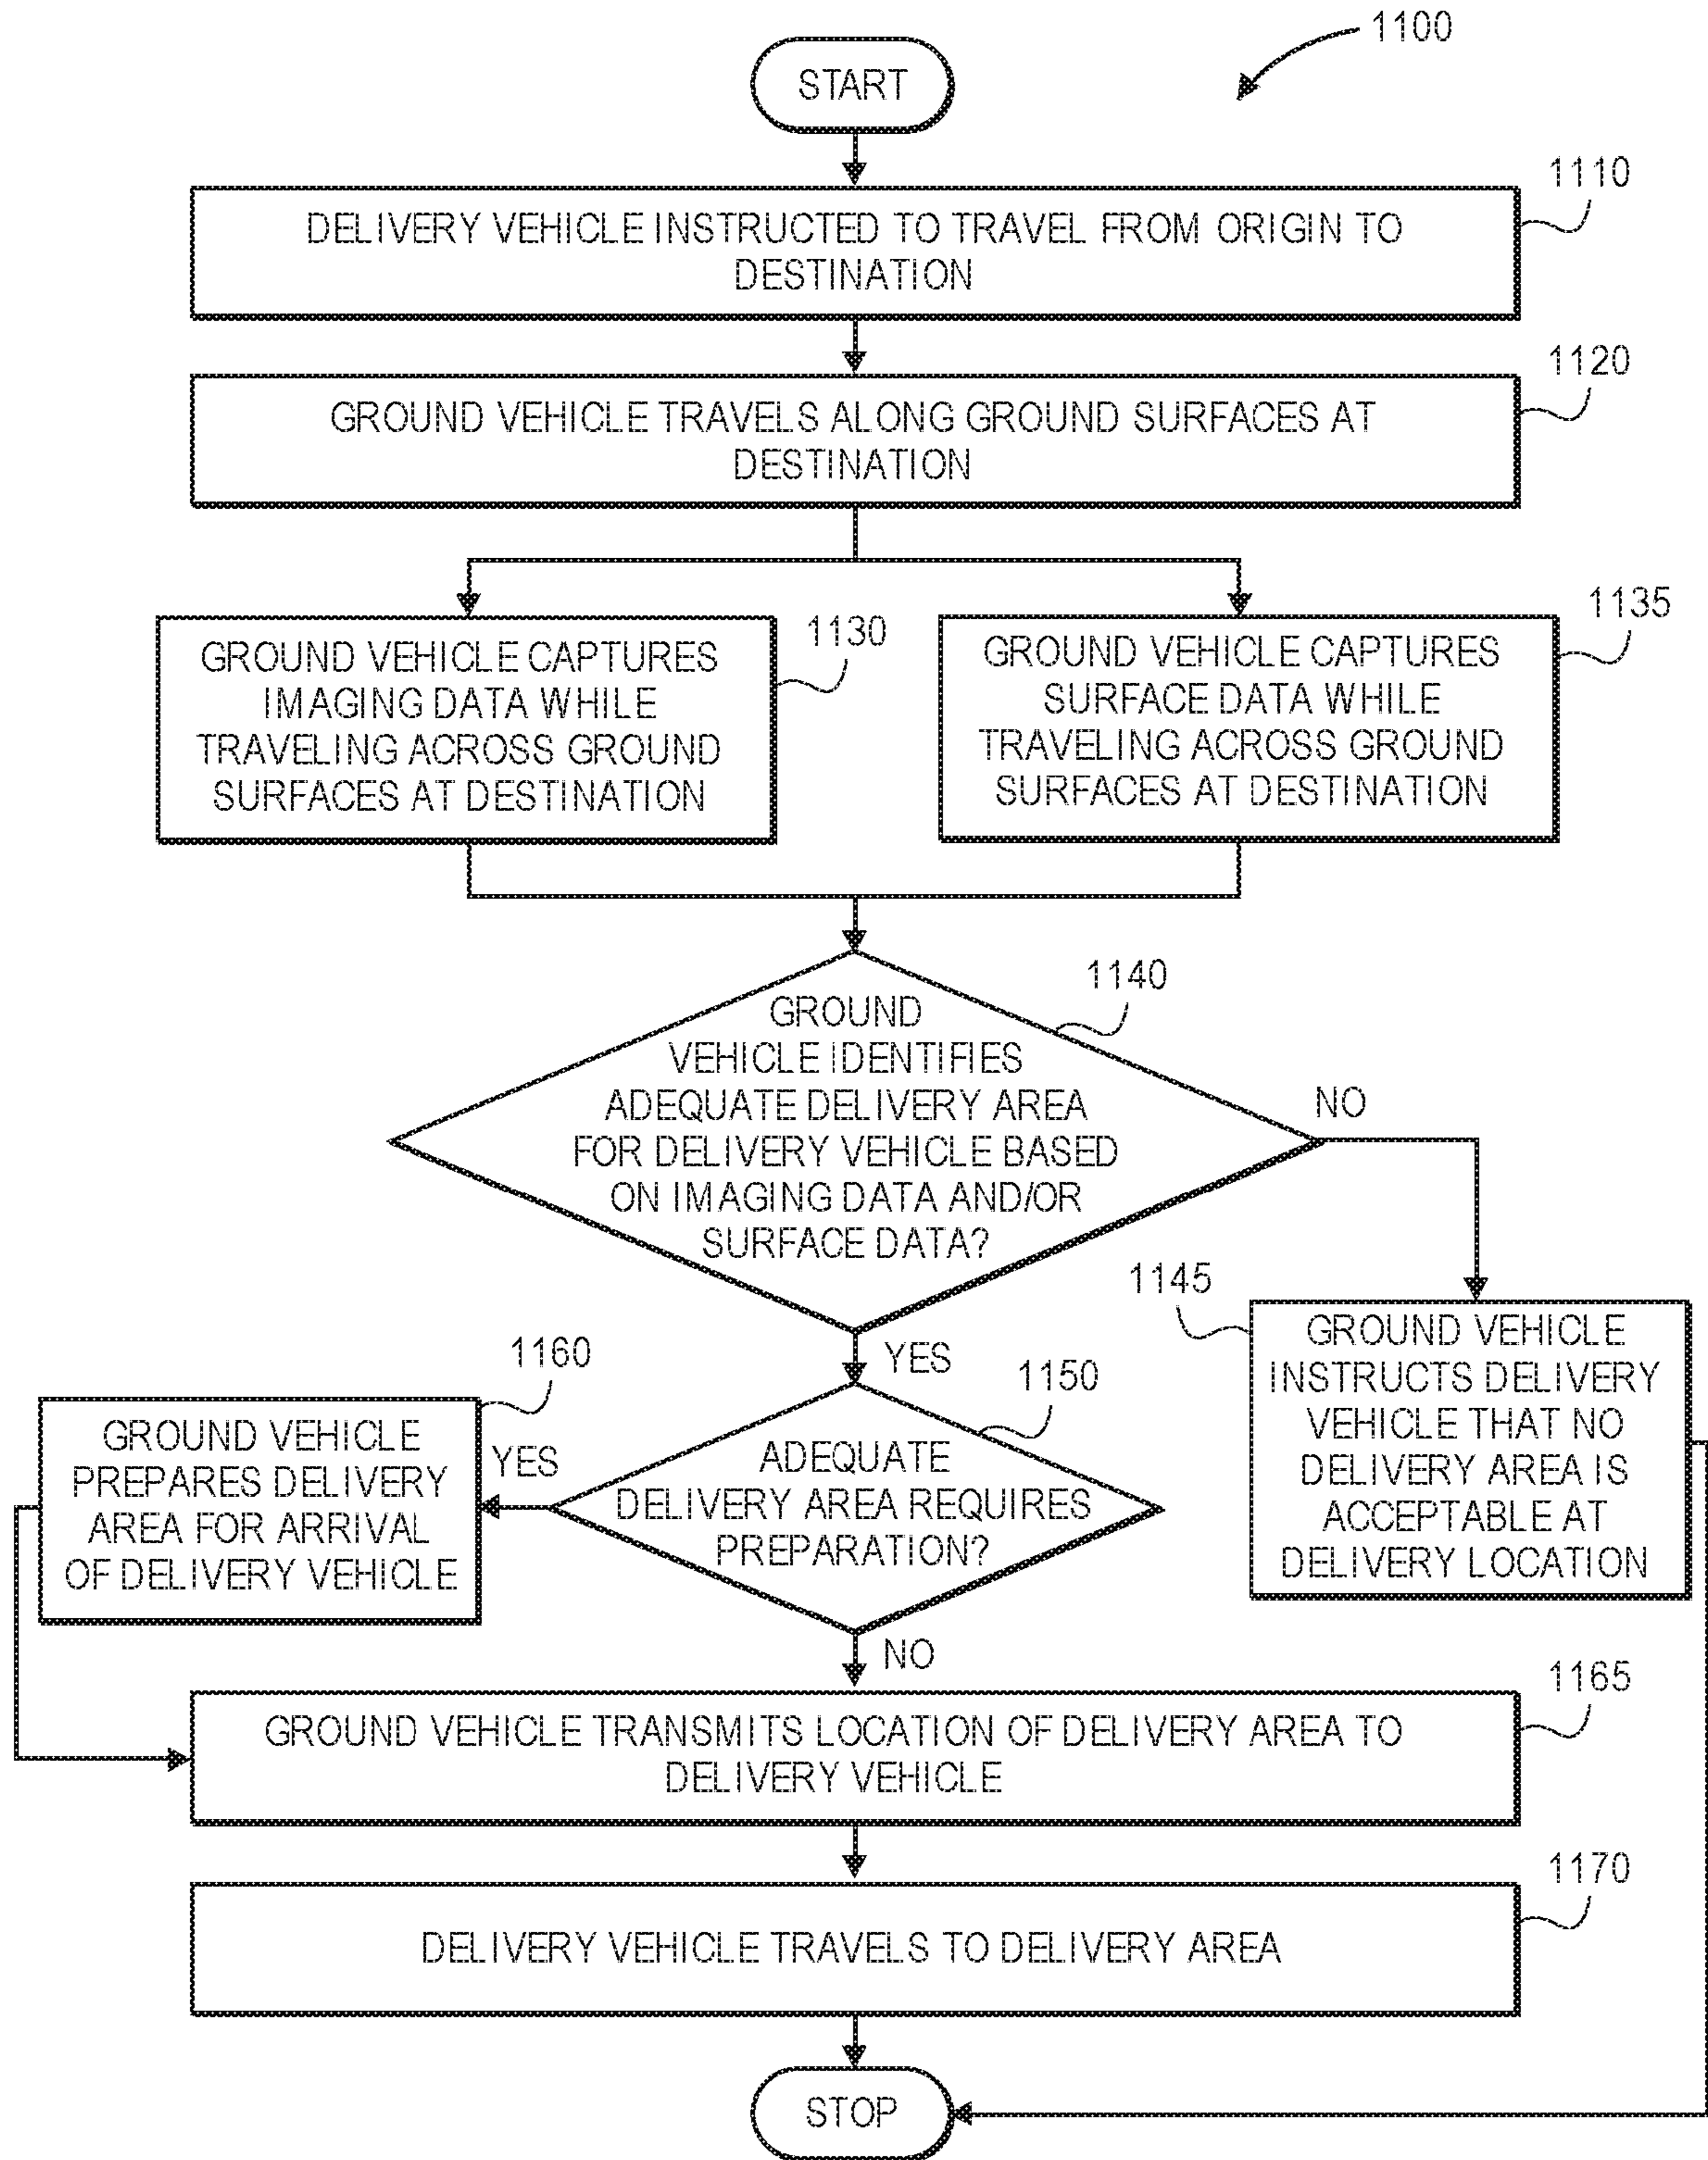 1100
START
1110
DELIVERY VEHICLE INSTRUCTED TO TRAVEL FROM ORIGIN TO
DESTINATION
1120
GROUND VEHICLE TRAVELS ALONG GROUND SURFACES AT
DESTINATION
1130
GROUND VEHICLE CAPTURES
IMAGING DATA WHILE
TRAVELING ACROSS GROUND
SURFACES AT DESTINATION
1135
GROUND VEHICLE CAPTURES
SURFACE DATA WHILE
TRAVELING ACROSS GROUND
SURFACES AT DESTINATION
1140
GROUND
VEHICLE IDENTIFIES
ADEQUATE DELIVERY AREA
FOR DELIVERY VEHICLE BASED
ON IMAGING DATA AND/OR
SURFACE DATA?
NO
1145
GROUND VEHICLE
INSTRUCTS DELIVERY
VEHICLE THAT NO
DELIVERY AREA IS
ACCEPTABLE AT
DELIVERY LOCATION
YES
1150
ADEQUATE
DELIVERY AREA REQUIRES
PREPARATION?
YES
1160
GROUND VEHICLE
PREPARES DELIVERY
AREA FOR ARRIVAL
OF DELIVERY VEHICLE
NO
1165
GROUND VEHICLE TRANSMITS LOCATION OF DELIVERY AREA TO
DELIVERY VEHICLE
1170
DELIVERY VEHICLE TRAVELS TO DELIVERY AREA
STOP